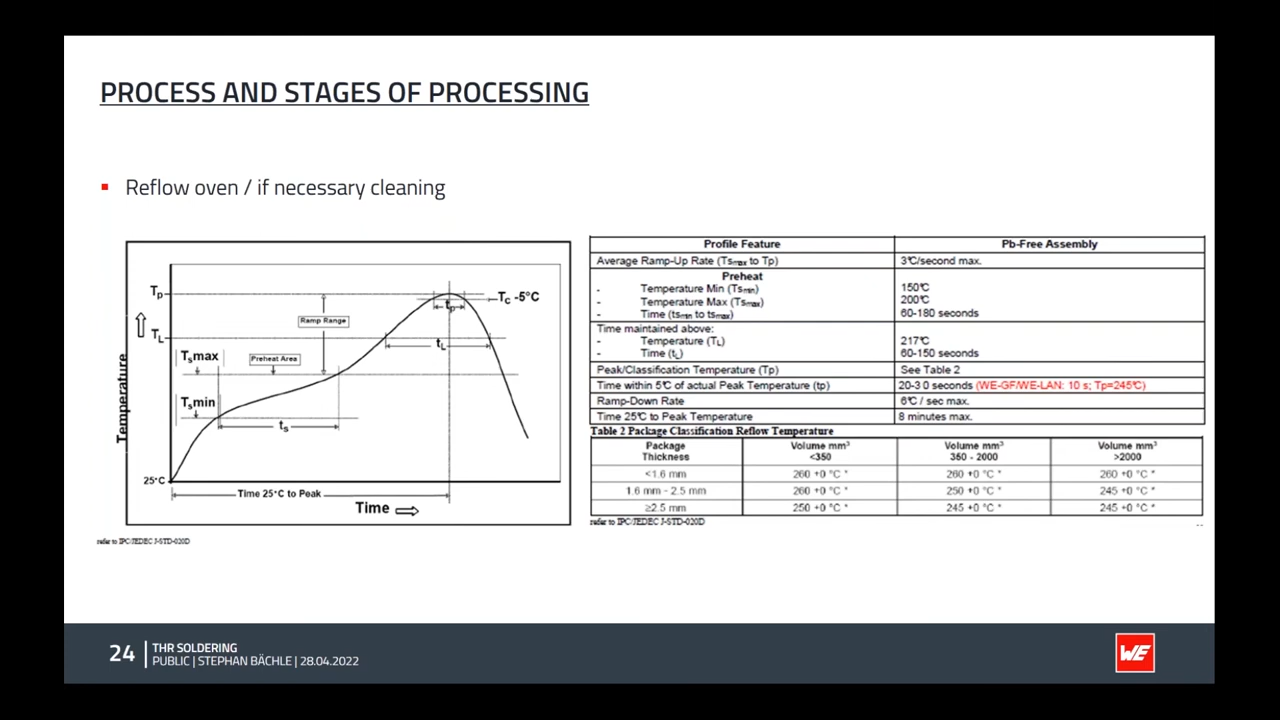 PROCESS AND STAGES OF PROCESSING
▪ Reflow oven / if necessary cleaning
Tp
TL
Tsmax
Tsmin
Temperature
25°C
Ramp Range
Preheat Area
ts
tL
tp
TC -5°C
Time 25°C to Peak
Time
refer to IPC/JEDEC J-STD-020D
Profile Feature Pb-Free Assembly
Average Ramp-Up Rate (Tsmax to Tp) 3°C/second max.
Preheat
- Temperature Min (Tsmin) 150°C
- Temperature Max (Tsmax) 200°C
- Time (tsmin to tsmax) 60-180 seconds
Time maintained above:
- Temperature (TL) 217°C
- Time (tL) 60-150 seconds
Peak/Classification Temperature (Tp) See Table 2
Time within 5°C of actual Peak Temperature (tp) 20-3 0 seconds (WE-GF/WE-LAN: 10 s; Tp=245°C)
Ramp-Down Rate 6°C / sec max.
Time 25°C to Peak Temperature 8 minutes max.
Table 2 Package Classification Reflow Temperature
Package Thickness Volume mm³ <350 Volume mm³ 350 - 2000 Volume mm³ >2000
<1.6 mm 260 +0 °C * 260 +0 °C * 260 +0 °C *
1.6 mm - 2.5 mm 260 +0 °C * 250 +0 °C * 245 +0 °C *
≥2.5 mm 250 +0 °C * 245 +0 °C * 245 +0 °C *
refer to IPC/JEDEC J-STD-020D
24
THR SOLDERING
PUBLIC | STEPHAN BÄCHLE | 28.04.2022
WE